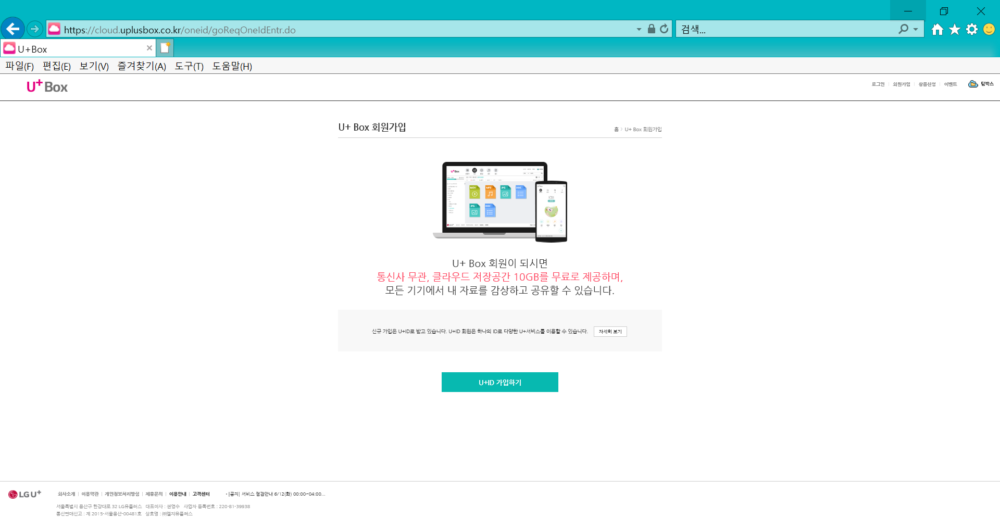 https://cloud.uplusbox.co.kr/oneid/goReqOneIdEntr.do
검색...
U+Box
파일(F) 편집(E) 보기(V) 즐겨찾기(A) 도구(T) 도움말(H)
U+ Box
로그인 회원가입 상품신청 이벤트 팀박스
U+ Box 회원가입
홈 > U+ Box 회원가입
U+ Box
MOV MP3 JPG DOC
JPG DOC
U+ Box 회원이 되시면
통신사 무관, 클라우드 저장공간 10GB를 무료로 제공하며,
모든 기기에서 내 자료를 감상하고 공유할 수 있습니다.
신규 가입은 U+ID로 받고 있습니다. U+ID 회원은 하나의 ID로 다양한 U+서비스를 이용할 수 있습니다. 자세히 보기
U+ID 가입하기
LG U+
회사소개 이용약관 개인정보처리방침 제휴문의 이용안내 고객센터
• [공지] 서비스 점검안내 6/12(화) 00:00~04:00...
서울특별시 용산구 한강대로 32 LG유플러스 대표이사 : 권영수 사업자 등록번호 : 220-81-39938
통신판매신고 : 제 2015-서울용산-00481호 상호명 : ㈜엘지유플러스